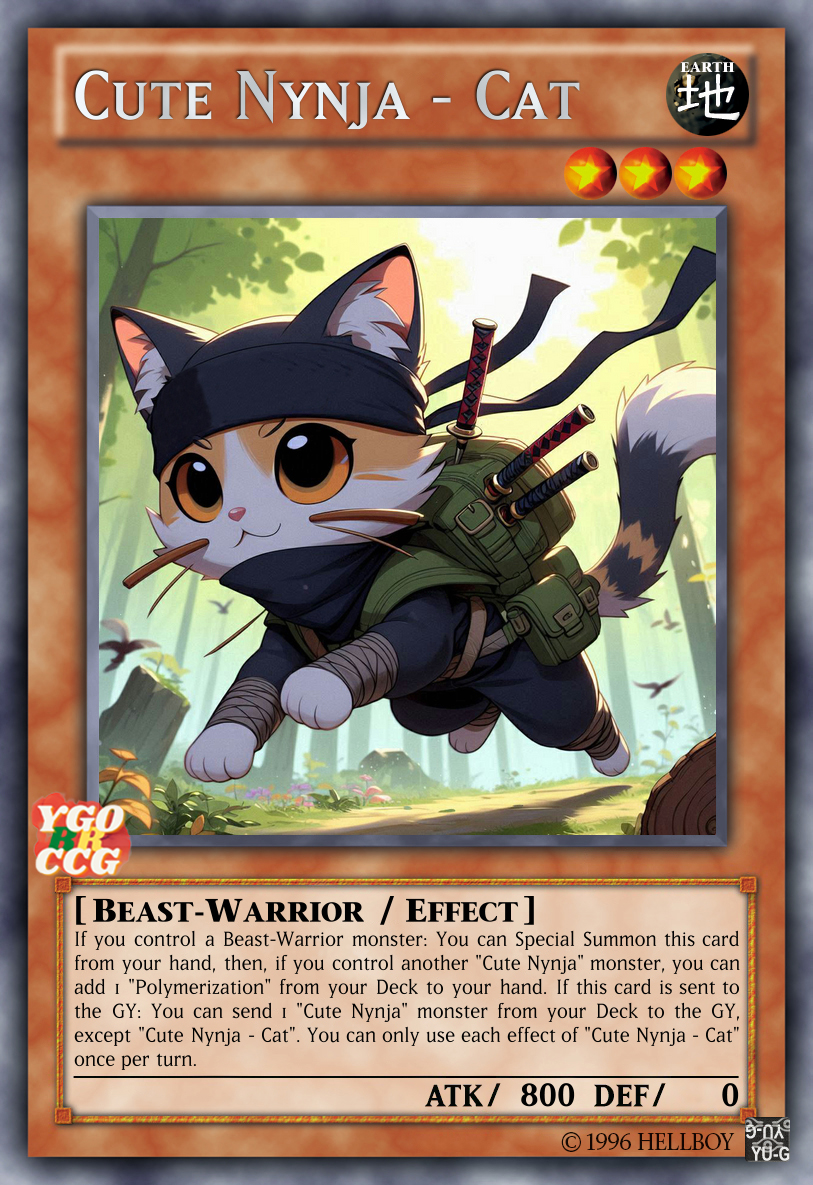 Cute Nynja - Cat
EARTH
地
YGO
BR
CCG
[ Beast-Warrior / Effect ]
If you control a Beast-Warrior monster: You can Special Summon this card
from your hand, then, if you control another "Cute Nynja" monster, you can
add 1 "Polymerization" from your Deck to your hand. If this card is sent to
the GY: You can send 1 "Cute Nynja" monster from your Deck to the GY,
except "Cute Nynja - Cat". You can only use each effect of "Cute Nynja - Cat"
once per turn.
ATK/ 800 DEF/ 0
© 1996 HELLBOY
YU-G